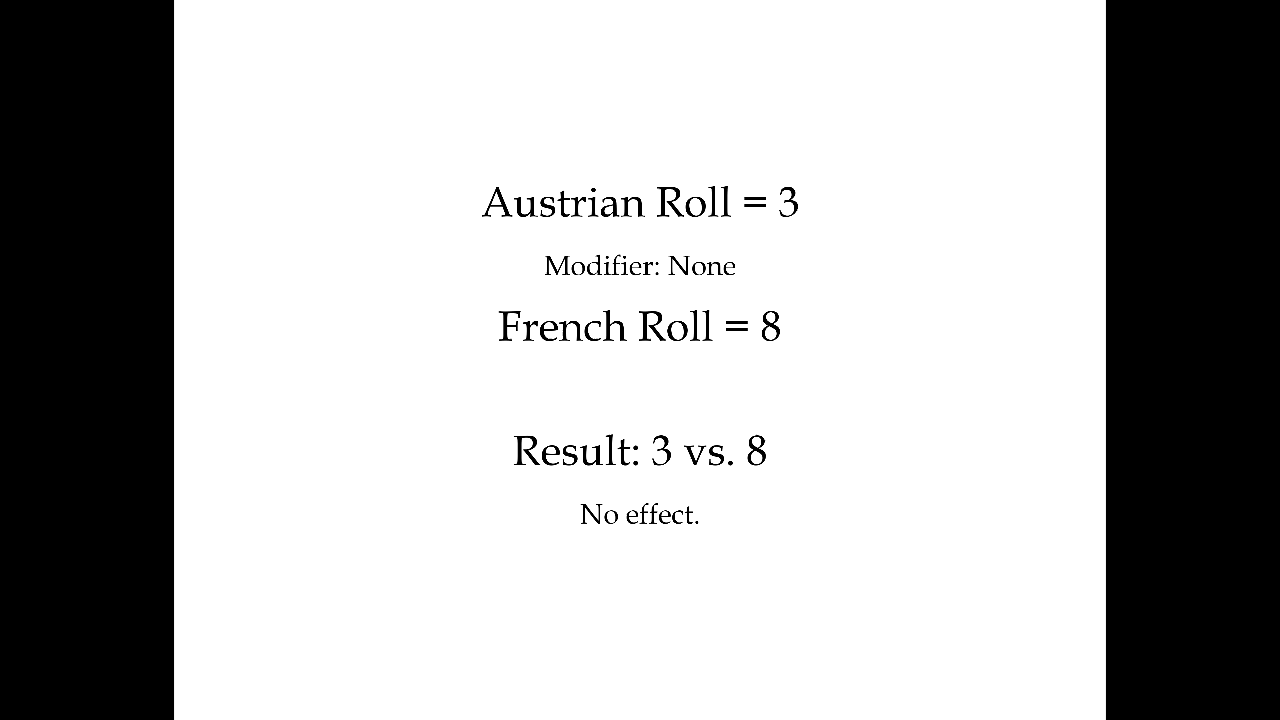 Austrian Roll = 3
Modifier: None
French Roll = 8
Result: 3 vs. 8
No effect.